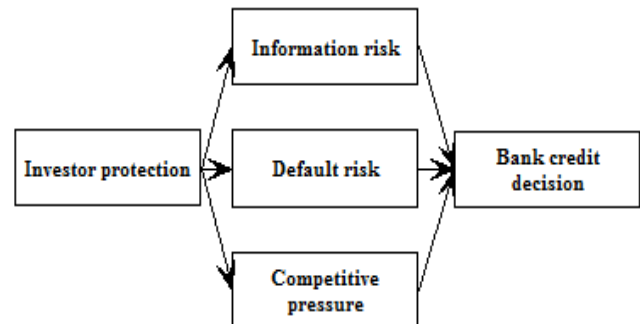 Information risk
Investor protection
Default risk
Bank credit
decision
Competitive
pressure